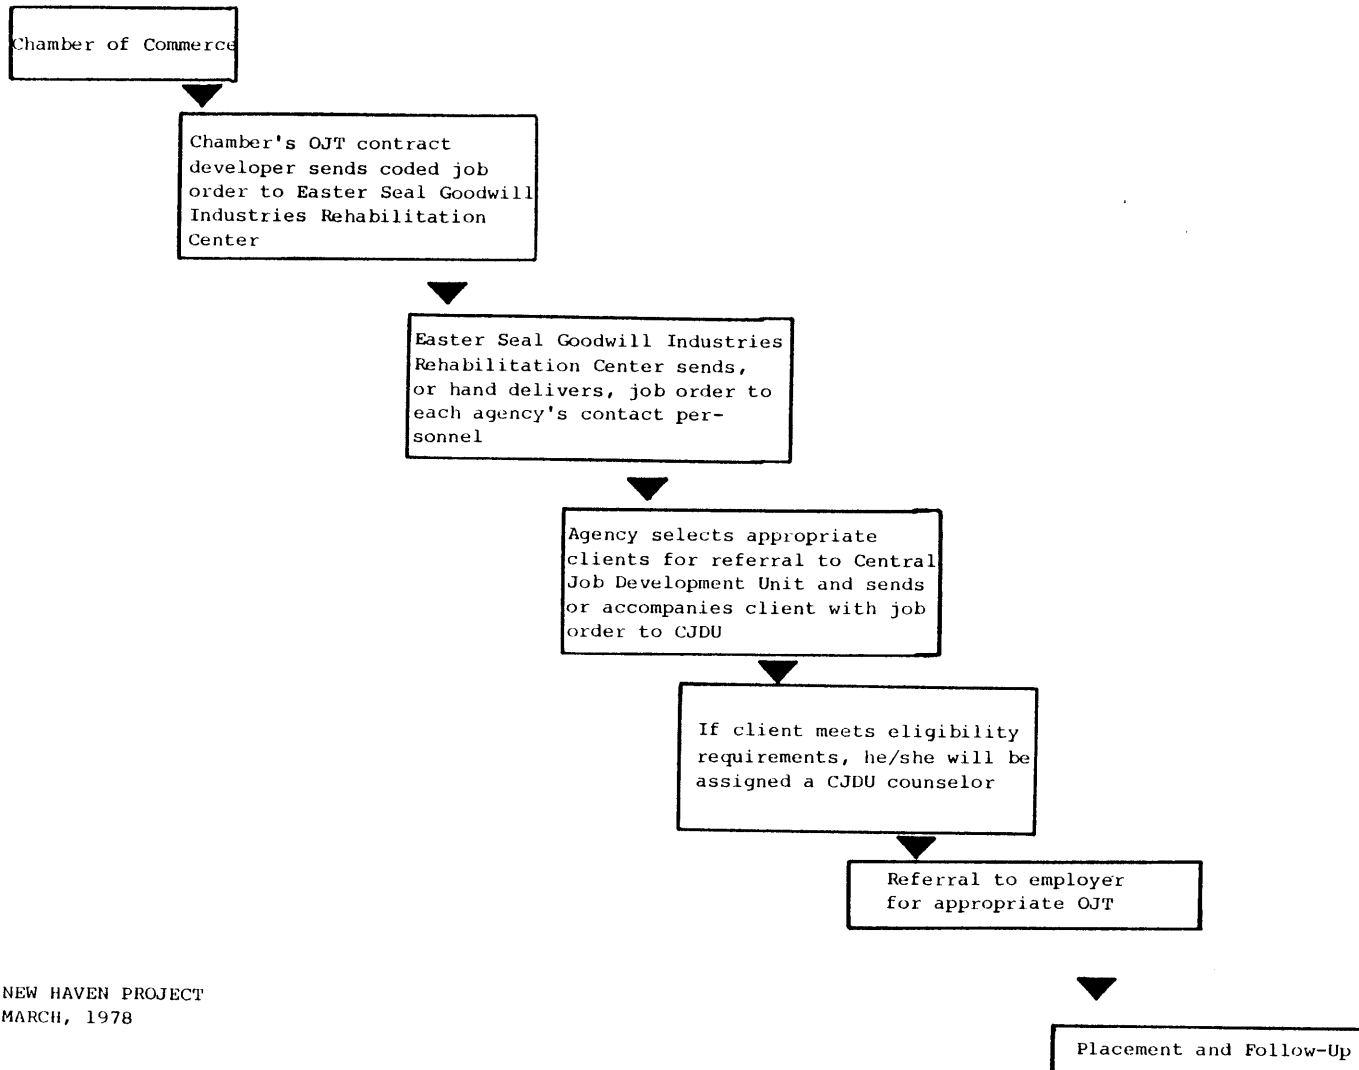 Chamber of Commerce
Chamber's OJT contract
developer sends coded job
order to Easter Seal Goodwill
Industries Rehabilitation
Center
Easter Seal Goodwill Industries
Rehabilitation Center sends,
or hand delivers, job order to
each agency's contact per-
sonnel
Agency selects appropriate
clients for referral to Central
Job Development Unit and sends
or accompanies client with job
order to CJDU
If client meets eligibility
requirements, he/she will be
assigned a CJDU counselor
Referral to employer
for appropriate OJT
NEW HAVEN PROJECT
MARCH, 1978
Placement and Follow-Up